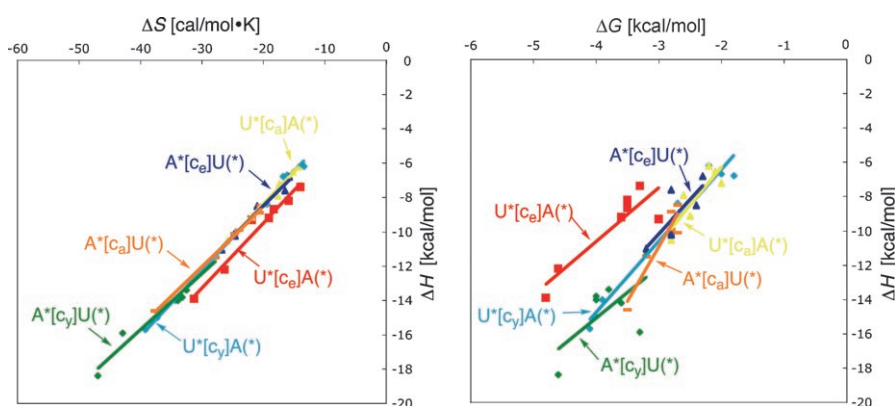 ΔS [cal/mol•K]
-60 -50 -40 -30 -20 -10 0
0
-2
-4
-6
-8
-10
-12
-14
-16
-18
-20
ΔH [kcal/mol]
U*[ca]A(*)
A*[ce]U(*)
A*[ca]U(*)
U*[ce]A(*)
A*[cy]U(*)
U*[cy]A(*)
ΔG [kcal/mol]
-6 -5 -4 -3 -2 -1 0
0
-2
-4
-6
-8
-10
-12
-14
-16
-18
-20
ΔH [kcal/mol]
A*[ce]U(*)
U*[ce]A(*)
U*[ca]A(*)
A*[ca]U(*)
U*[cy]A(*)
A*[cy]U(*)